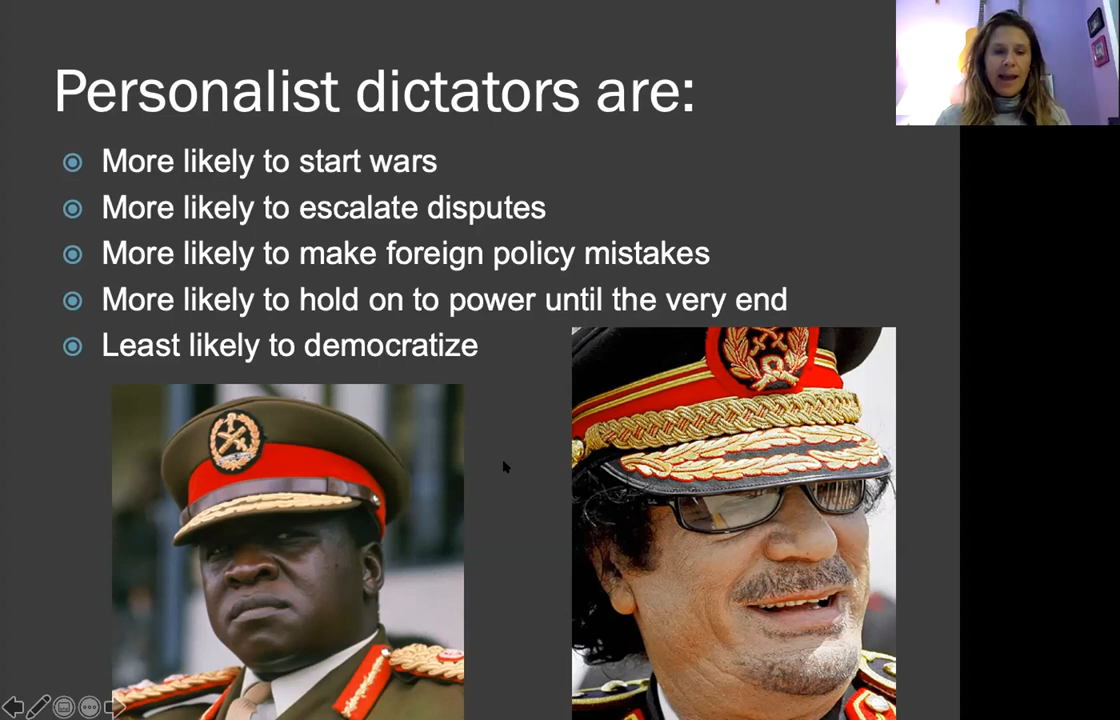 Personalist dictators are:
More likely to start wars
More likely to escalate disputes
More likely to make foreign policy mistakes
More likely to hold on to power until the very end
Least likely to democratize